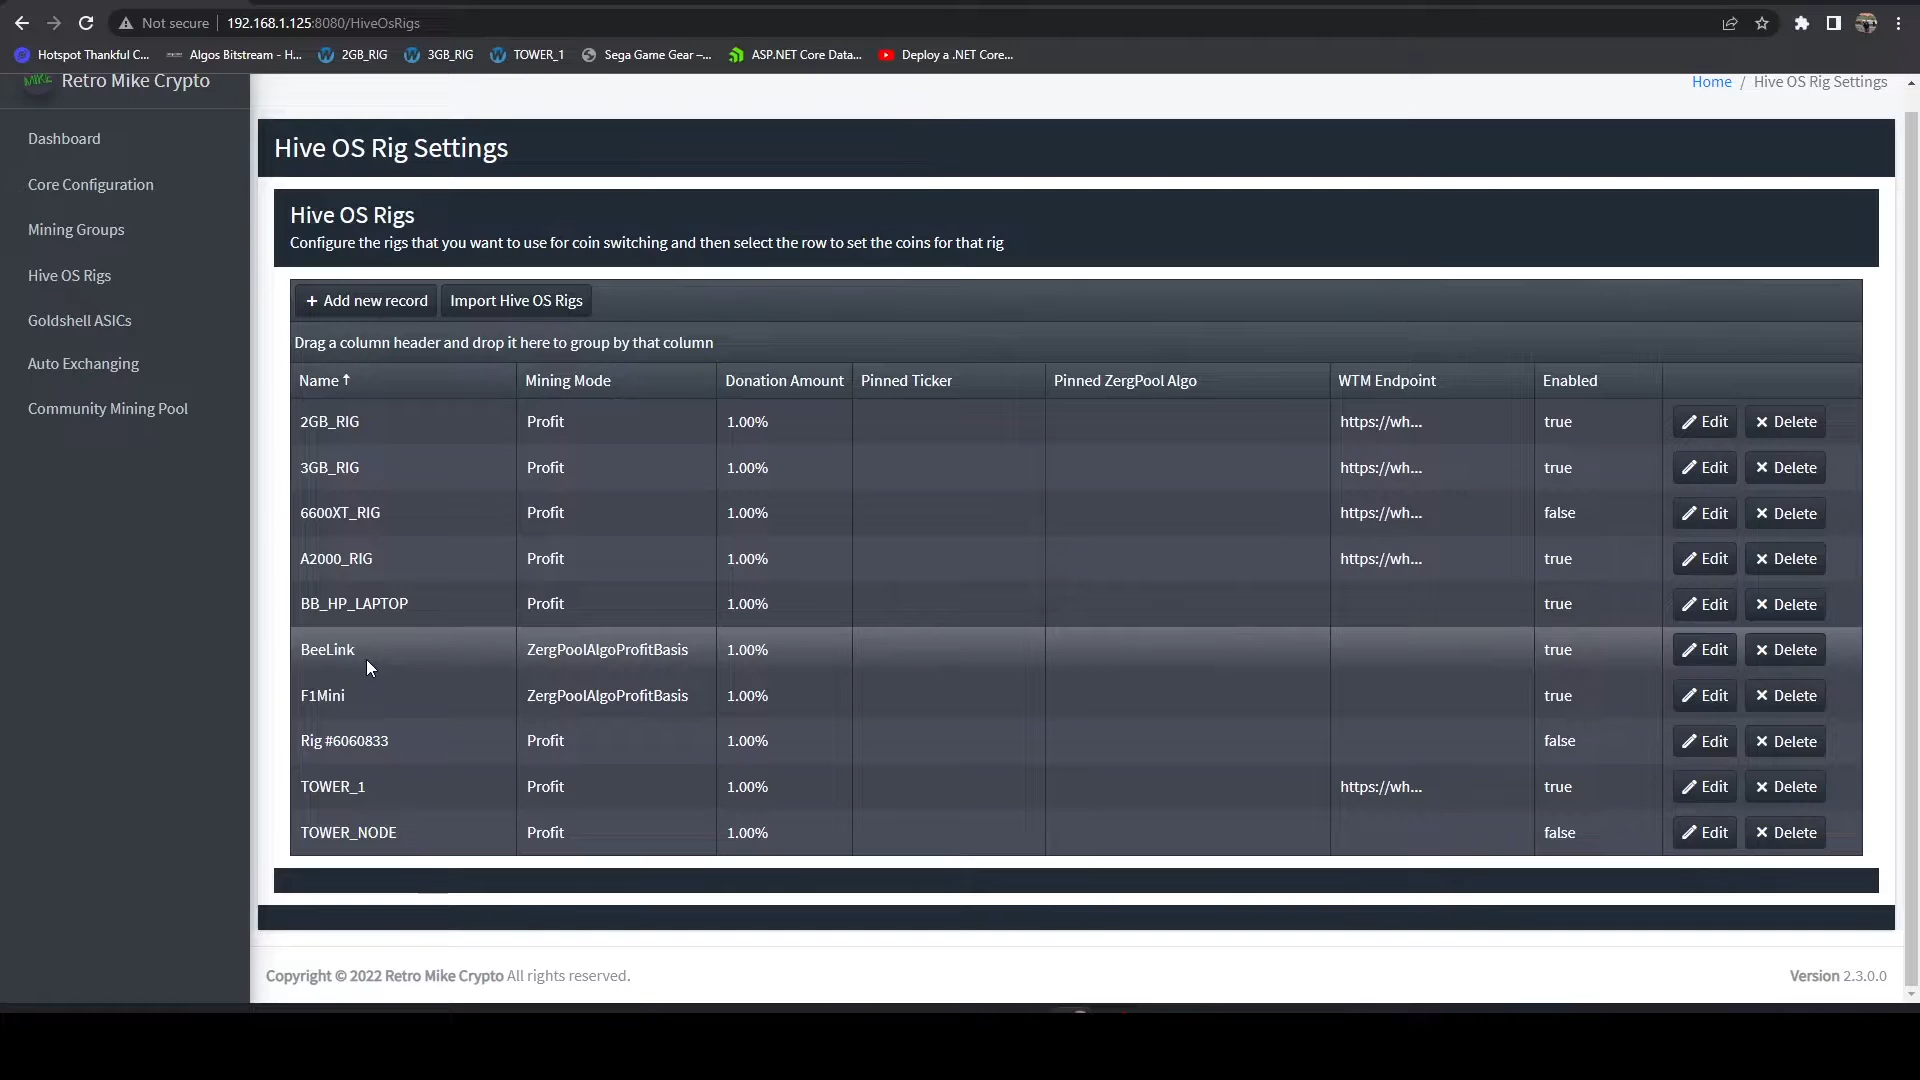 Not secure 192.168.1.125:8080/HiveOsRigs
Hotspot Thankful C... Algos Bitstream - H... 2GB_RIG 3GB_RIG TOWER_1 Sega Game Gear –... ASP.NET Core Data... Deploy a .NET Core...
Retro Mike Crypto
Home / Hive OS Rig Settings
Dashboard
Core Configuration
Mining Groups
Hive OS Rigs
Goldshell ASICs
Auto Exchanging
Community Mining Pool
Hive OS Rig Settings
Hive OS Rigs
Configure the rigs that you want to use for coin switching and then select the row to set the coins for that rig
+ Add new record Import Hive OS Rigs
Drag a column header and drop it here to group by that column
Name ↑ Mining Mode Donation Amount Pinned Ticker Pinned ZergPool Algo WTM Endpoint Enabled
2GB_RIG Profit 1.00% https://wh... true Edit × Delete
3GB_RIG Profit 1.00% https://wh... true Edit × Delete
6600XT_RIG Profit 1.00% https://wh... false Edit × Delete
A2000_RIG Profit 1.00% https://wh... true Edit × Delete
BB_HP_LAPTOP Profit 1.00% true Edit × Delete
BeeLink ZergPoolAlgoProfitBasis 1.00% true Edit × Delete
F1Mini ZergPoolAlgoProfitBasis 1.00% true Edit × Delete
Rig #6060833 Profit 1.00% false Edit × Delete
TOWER_1 Profit 1.00% https://wh... true Edit × Delete
TOWER_NODE Profit 1.00% false Edit × Delete
Copyright © 2022 Retro Mike Crypto All rights reserved.
Version 2.3.0.0